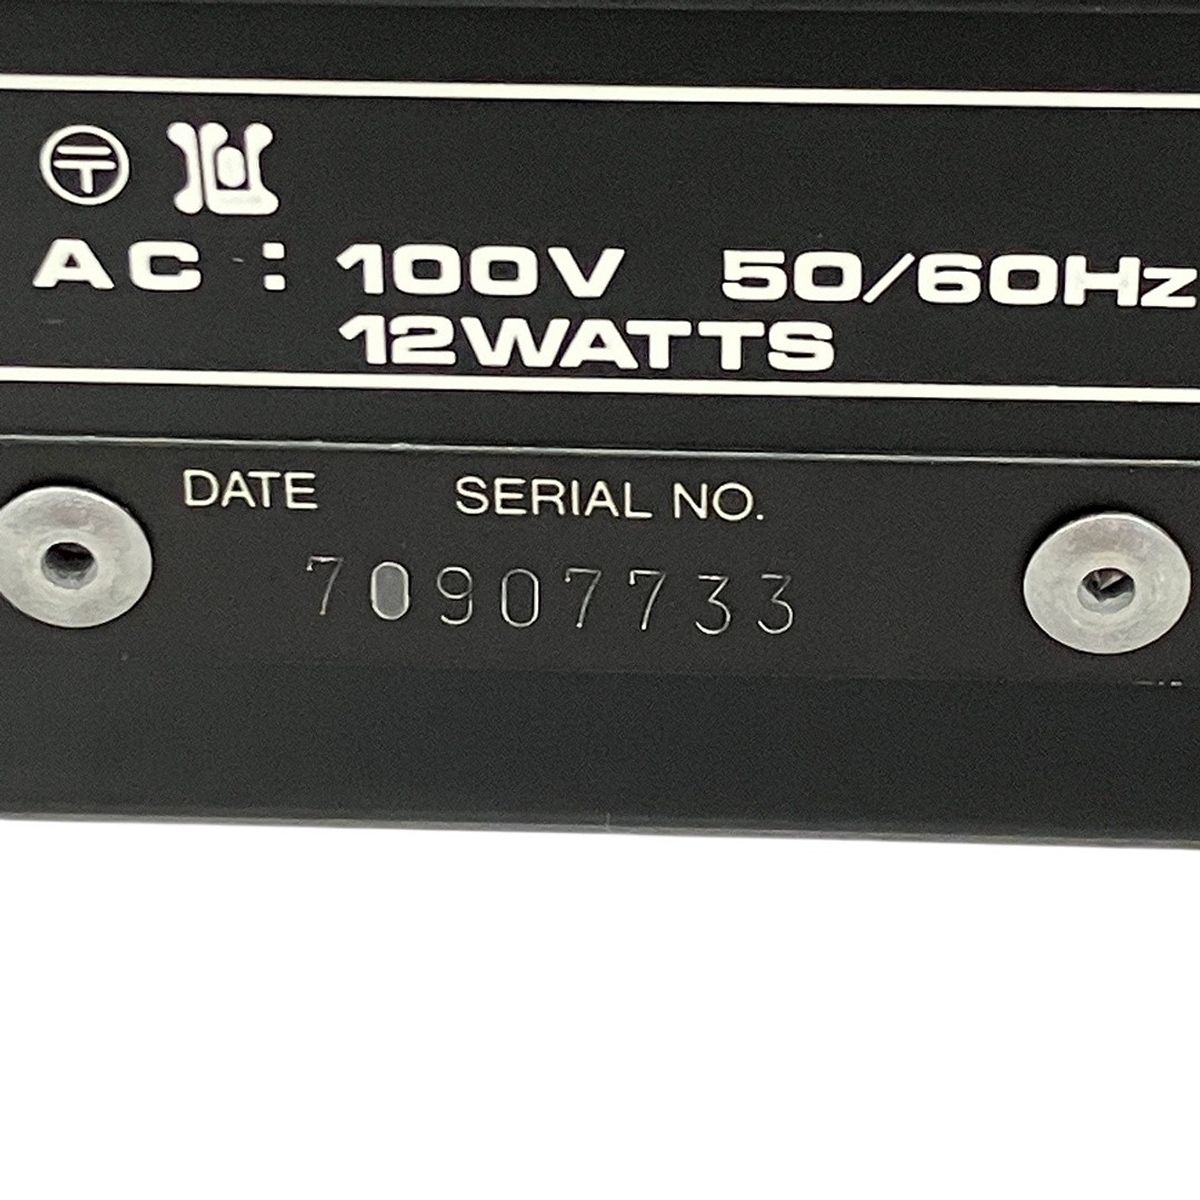 〒
AC : 100V 50/60Hz
12WATTS
DATE SERIAL NO.
70907733